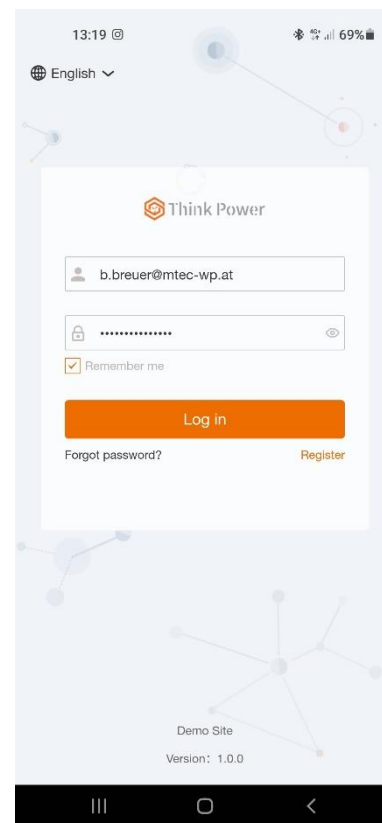 13:19
4G+ 69%
English
Think Power
b.breuer@mtec-wp.at
•••••••••••••••
Remember me
Log in
Forgot password? Register
Demo Site
Version: 1.0.0